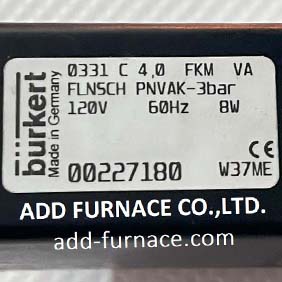 bürkert
Made in Germany
0331 C 4,0 FKM VA
FLNSCH PNVAK-3bar
120V 60Hz 8W
CE
00227180 W37ME
ADD FURNACE CO.,LTD.
add-furnace.com